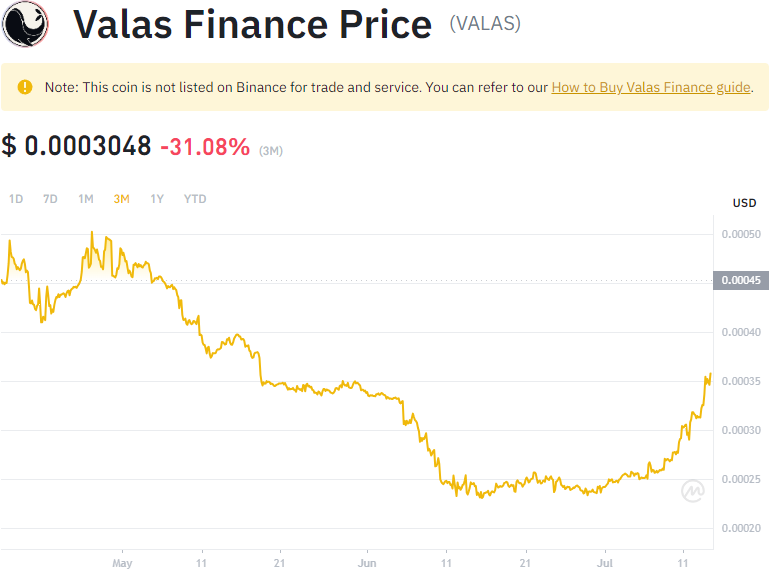 Valas Finance Price (VALAS)
Note: This coin is not listed on Binance for trade and service. You can refer to our How to Buy Valas Finance guide.
$ 0.0003048 -31.08% (3M)
1D 7D 1M 3M 1Y YTD
USD
0.00050
0.00045
0.00040
0.00035
0.00030
0.00025
0.00020
May 11 21 Jun 11 21 Jul 11